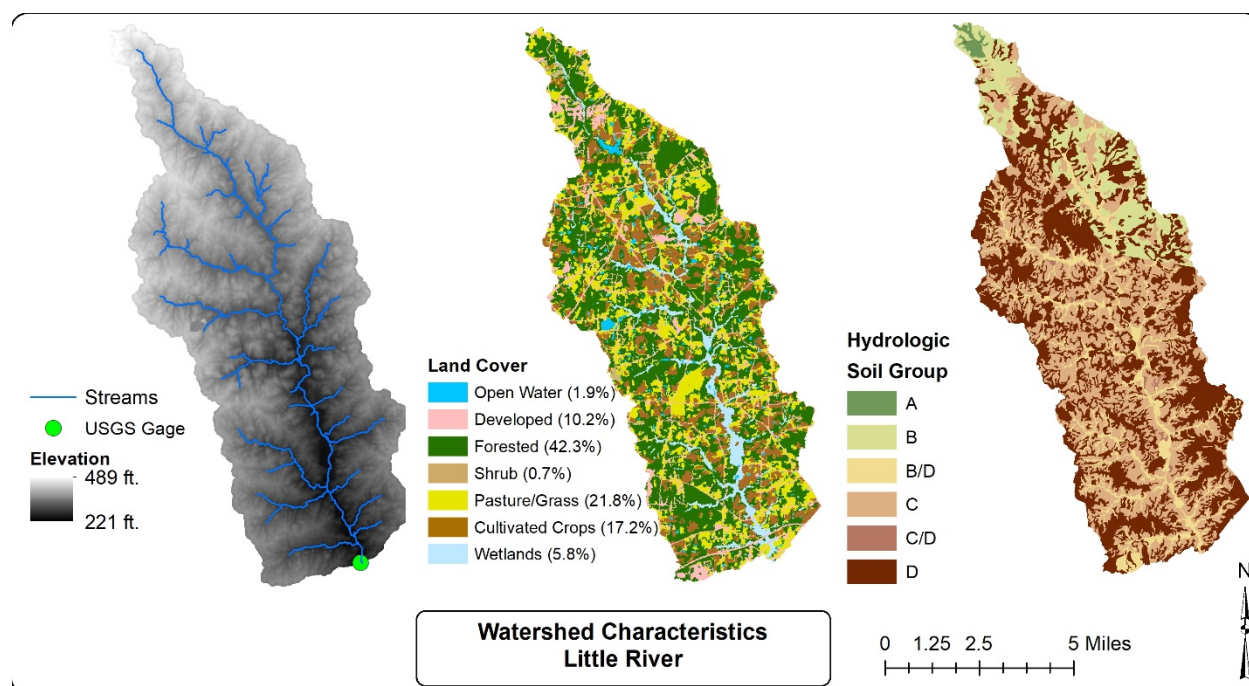 Streams
USGS Gage
Elevation
489 ft.
221 ft.
Land Cover
Open Water (1.9%)
Developed (10.2%)
Forested (42.3%)
Shrub (0.7%)
Pasture/Grass (21.8%)
Cultivated Crops (17.2%)
Wetlands (5.8%)
Hydrologic
Soil Group
A
B
B/D
C
C/D
D
Watershed Characteristics
Little River
0 1.25 2.5 5 Miles
N